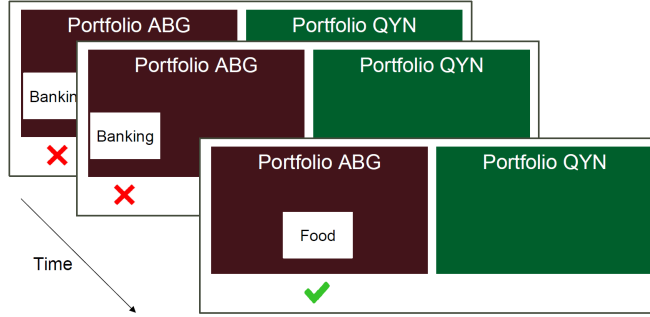 Portfolio ABG
Portfolio QYN
Bankin
Portfolio ABG
Portfolio QYN
Banking
Portfolio ABG
Portfolio QYN
Food
Time